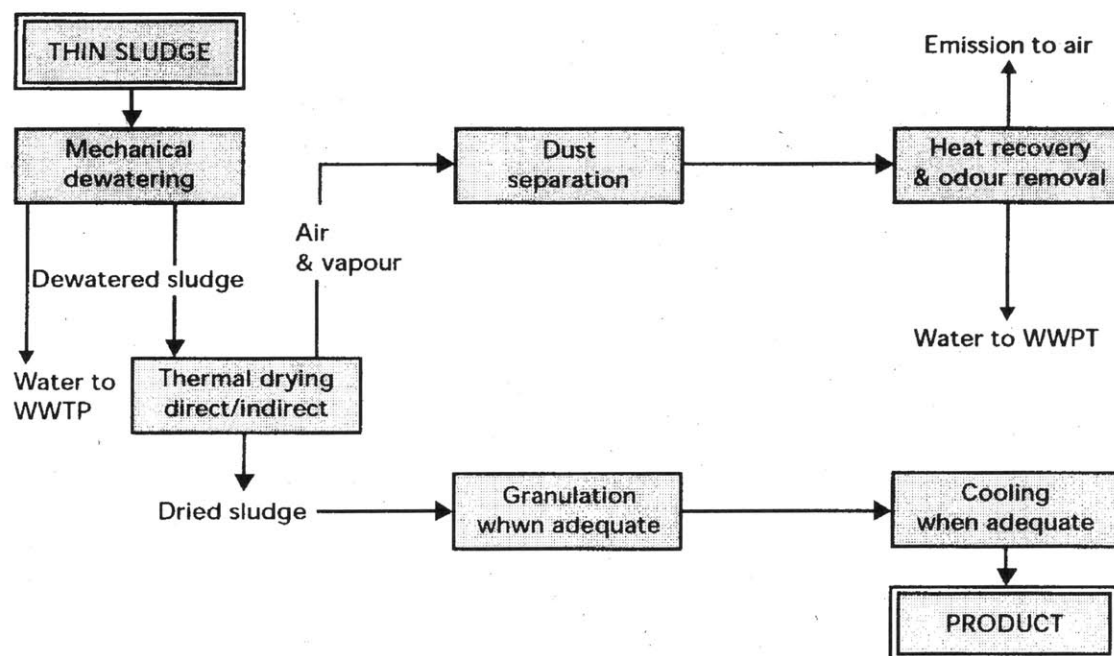 THIN SLUDGE
Mechanical
dewatering
Dust
separation
Emission to air
Heat recovery
& odour removal
Air
& vapour
Dewatered sludge
Water to
WWTP
Thermal drying
direct/indirect
Water to WWPT
Dried sludge
Granulation
whwn adequate
Cooling
when adequate
PRODUCT